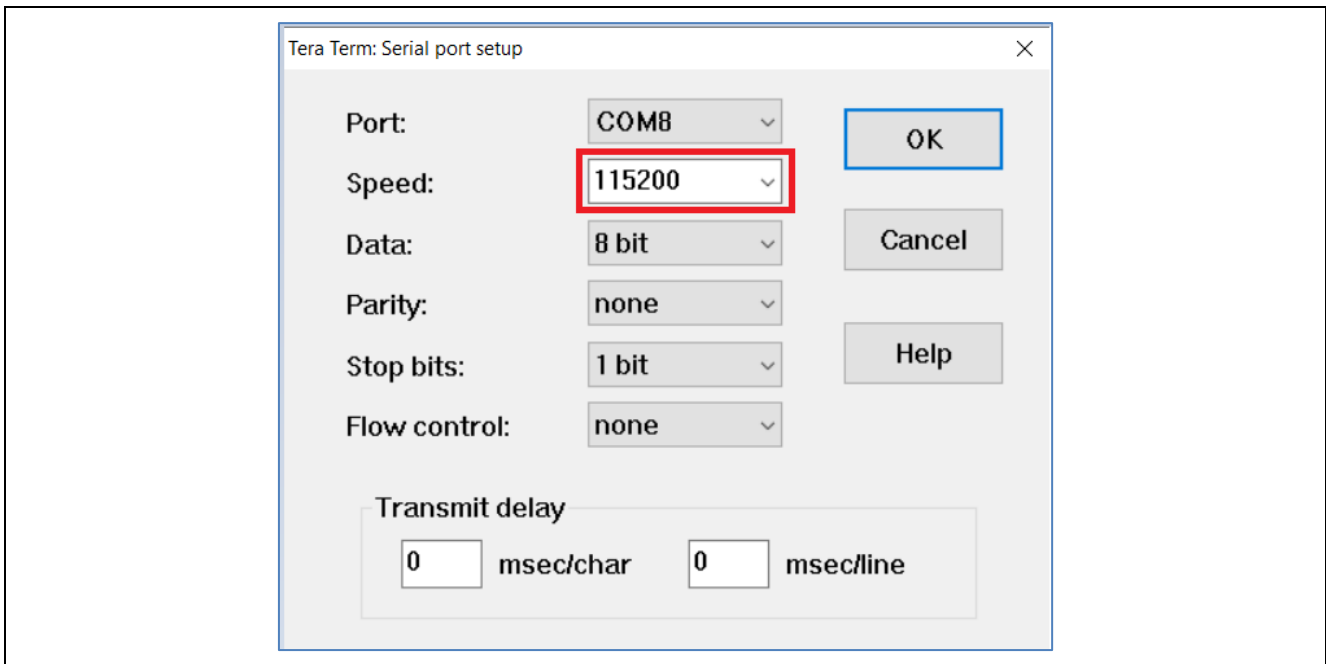 Tera Term: Serial port setup
Port: COM8
OK
Speed: 115200
Data: 8 bit
Cancel
Parity: none
Stop bits: 1 bit
Help
Flow control: none
Transmit delay
0 msec/char 0 msec/line